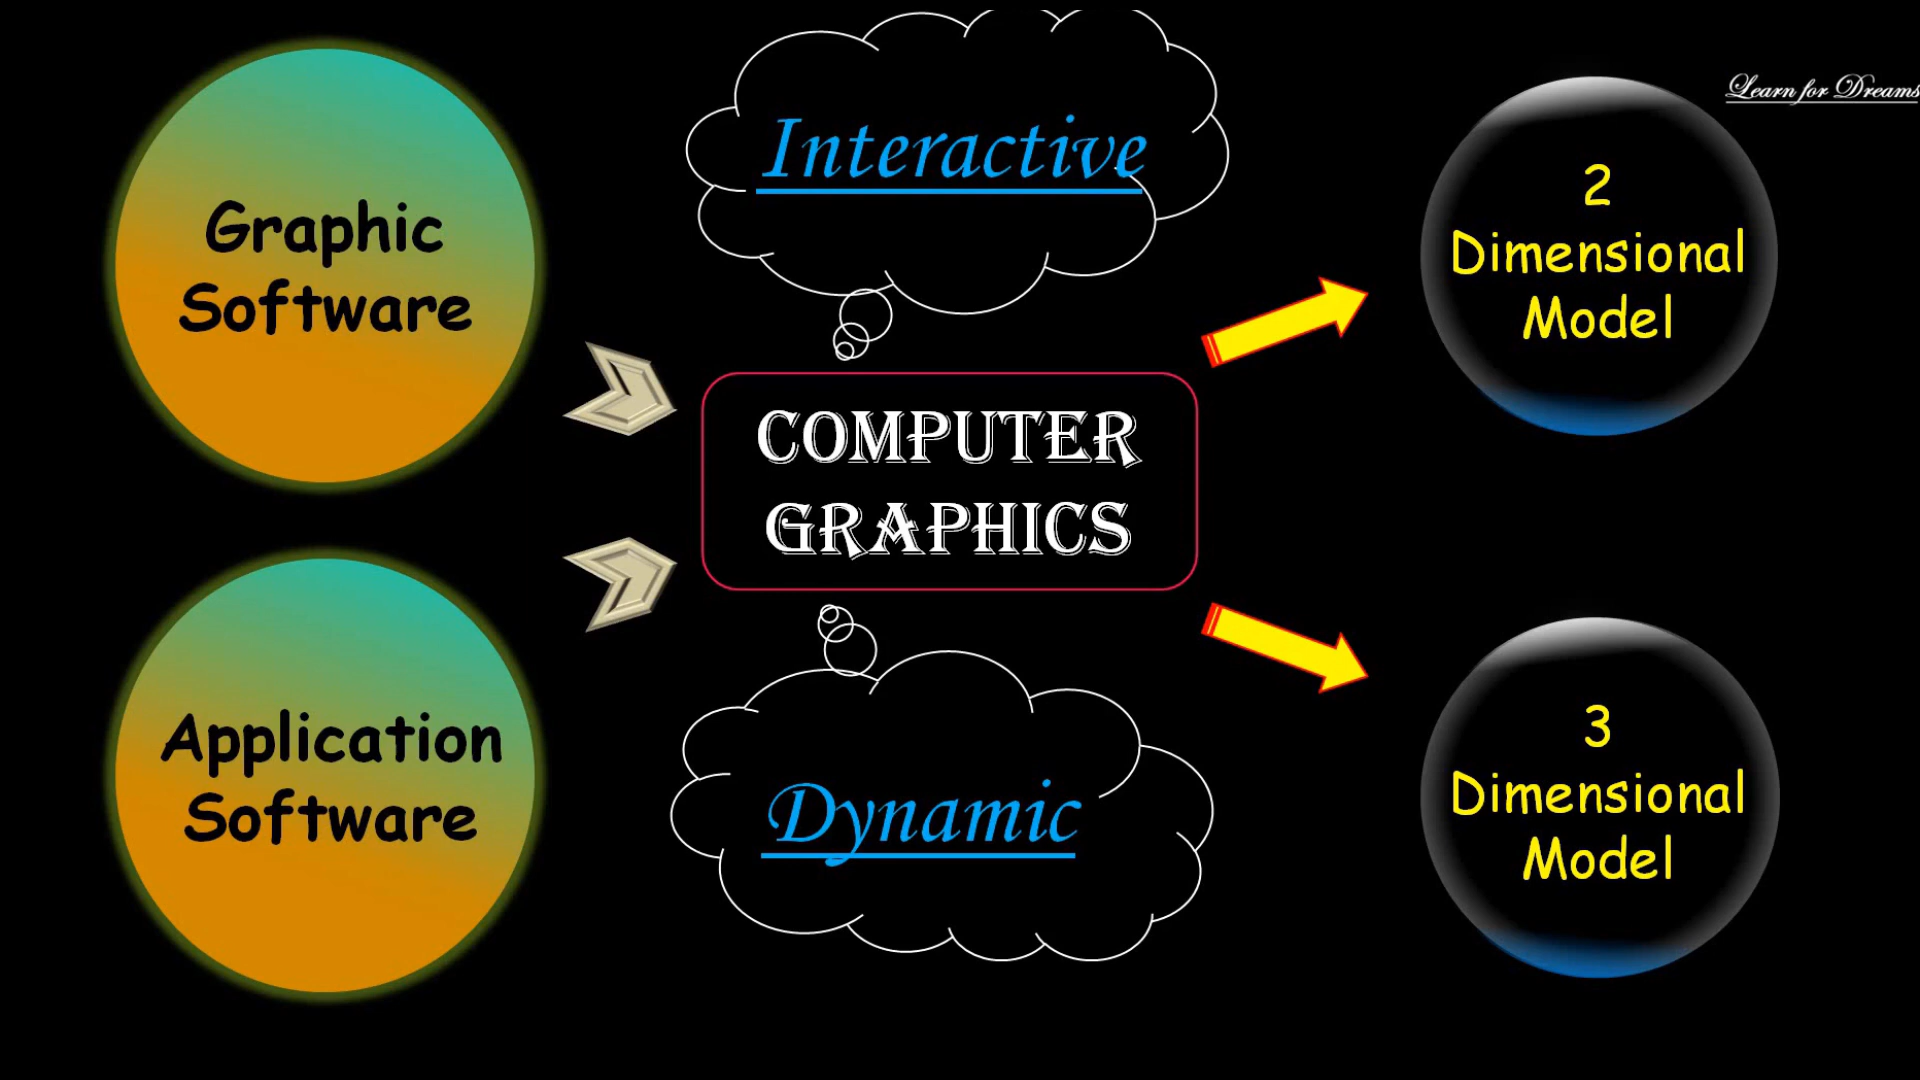 Graphic
Software
Interactive
Learn for Dreams
2
Dimensional
Model
COMPUTER
GRAPHICS
Application
Software
Dynamic
3
Dimensional
Model